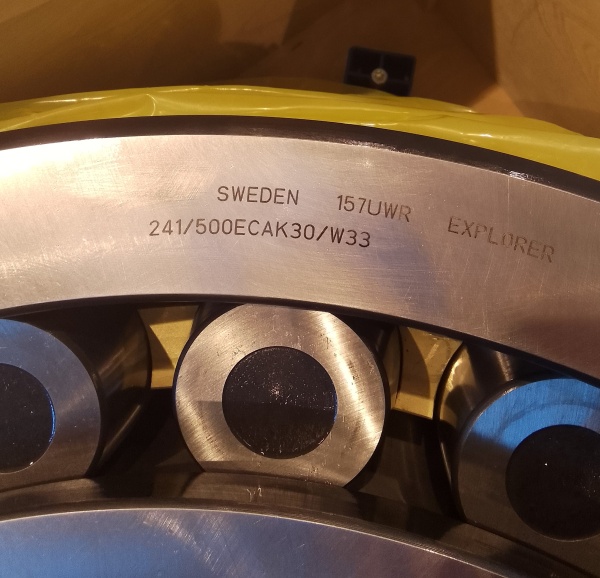 SWEDEN 157UWR EXPLORER
241/500ECAK30/W33